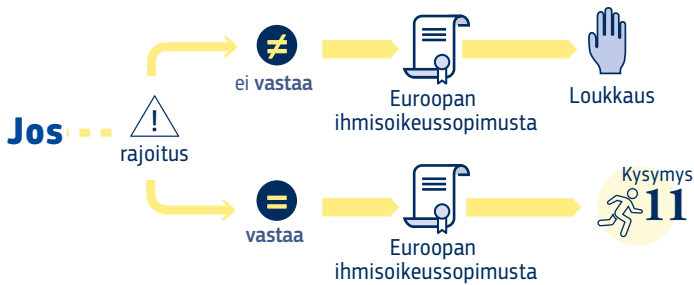 Jos
!
rajoitus
≠
ei vastaa
Euroopan
ihmisoikeussopimusta
Loukkaus
=
vastaa
Euroopan
ihmisoikeussopimusta
Kysymys
11